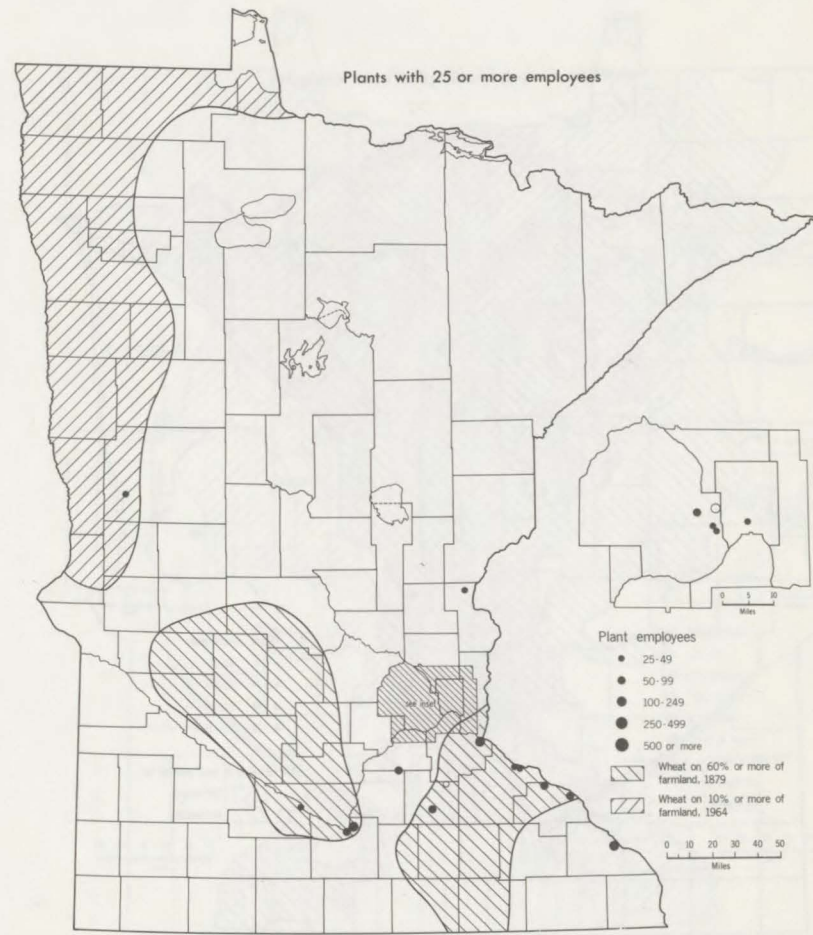 Plants with 25 or more employees
See inset
0 5 10
Miles
Plant employees
25-49
50-99
100-249
250-499
500 or more
Wheat on 60% or more of
farmland, 1879
Wheat on 10% or more of
farmland, 1964
0 10 20 30 40 50
Miles